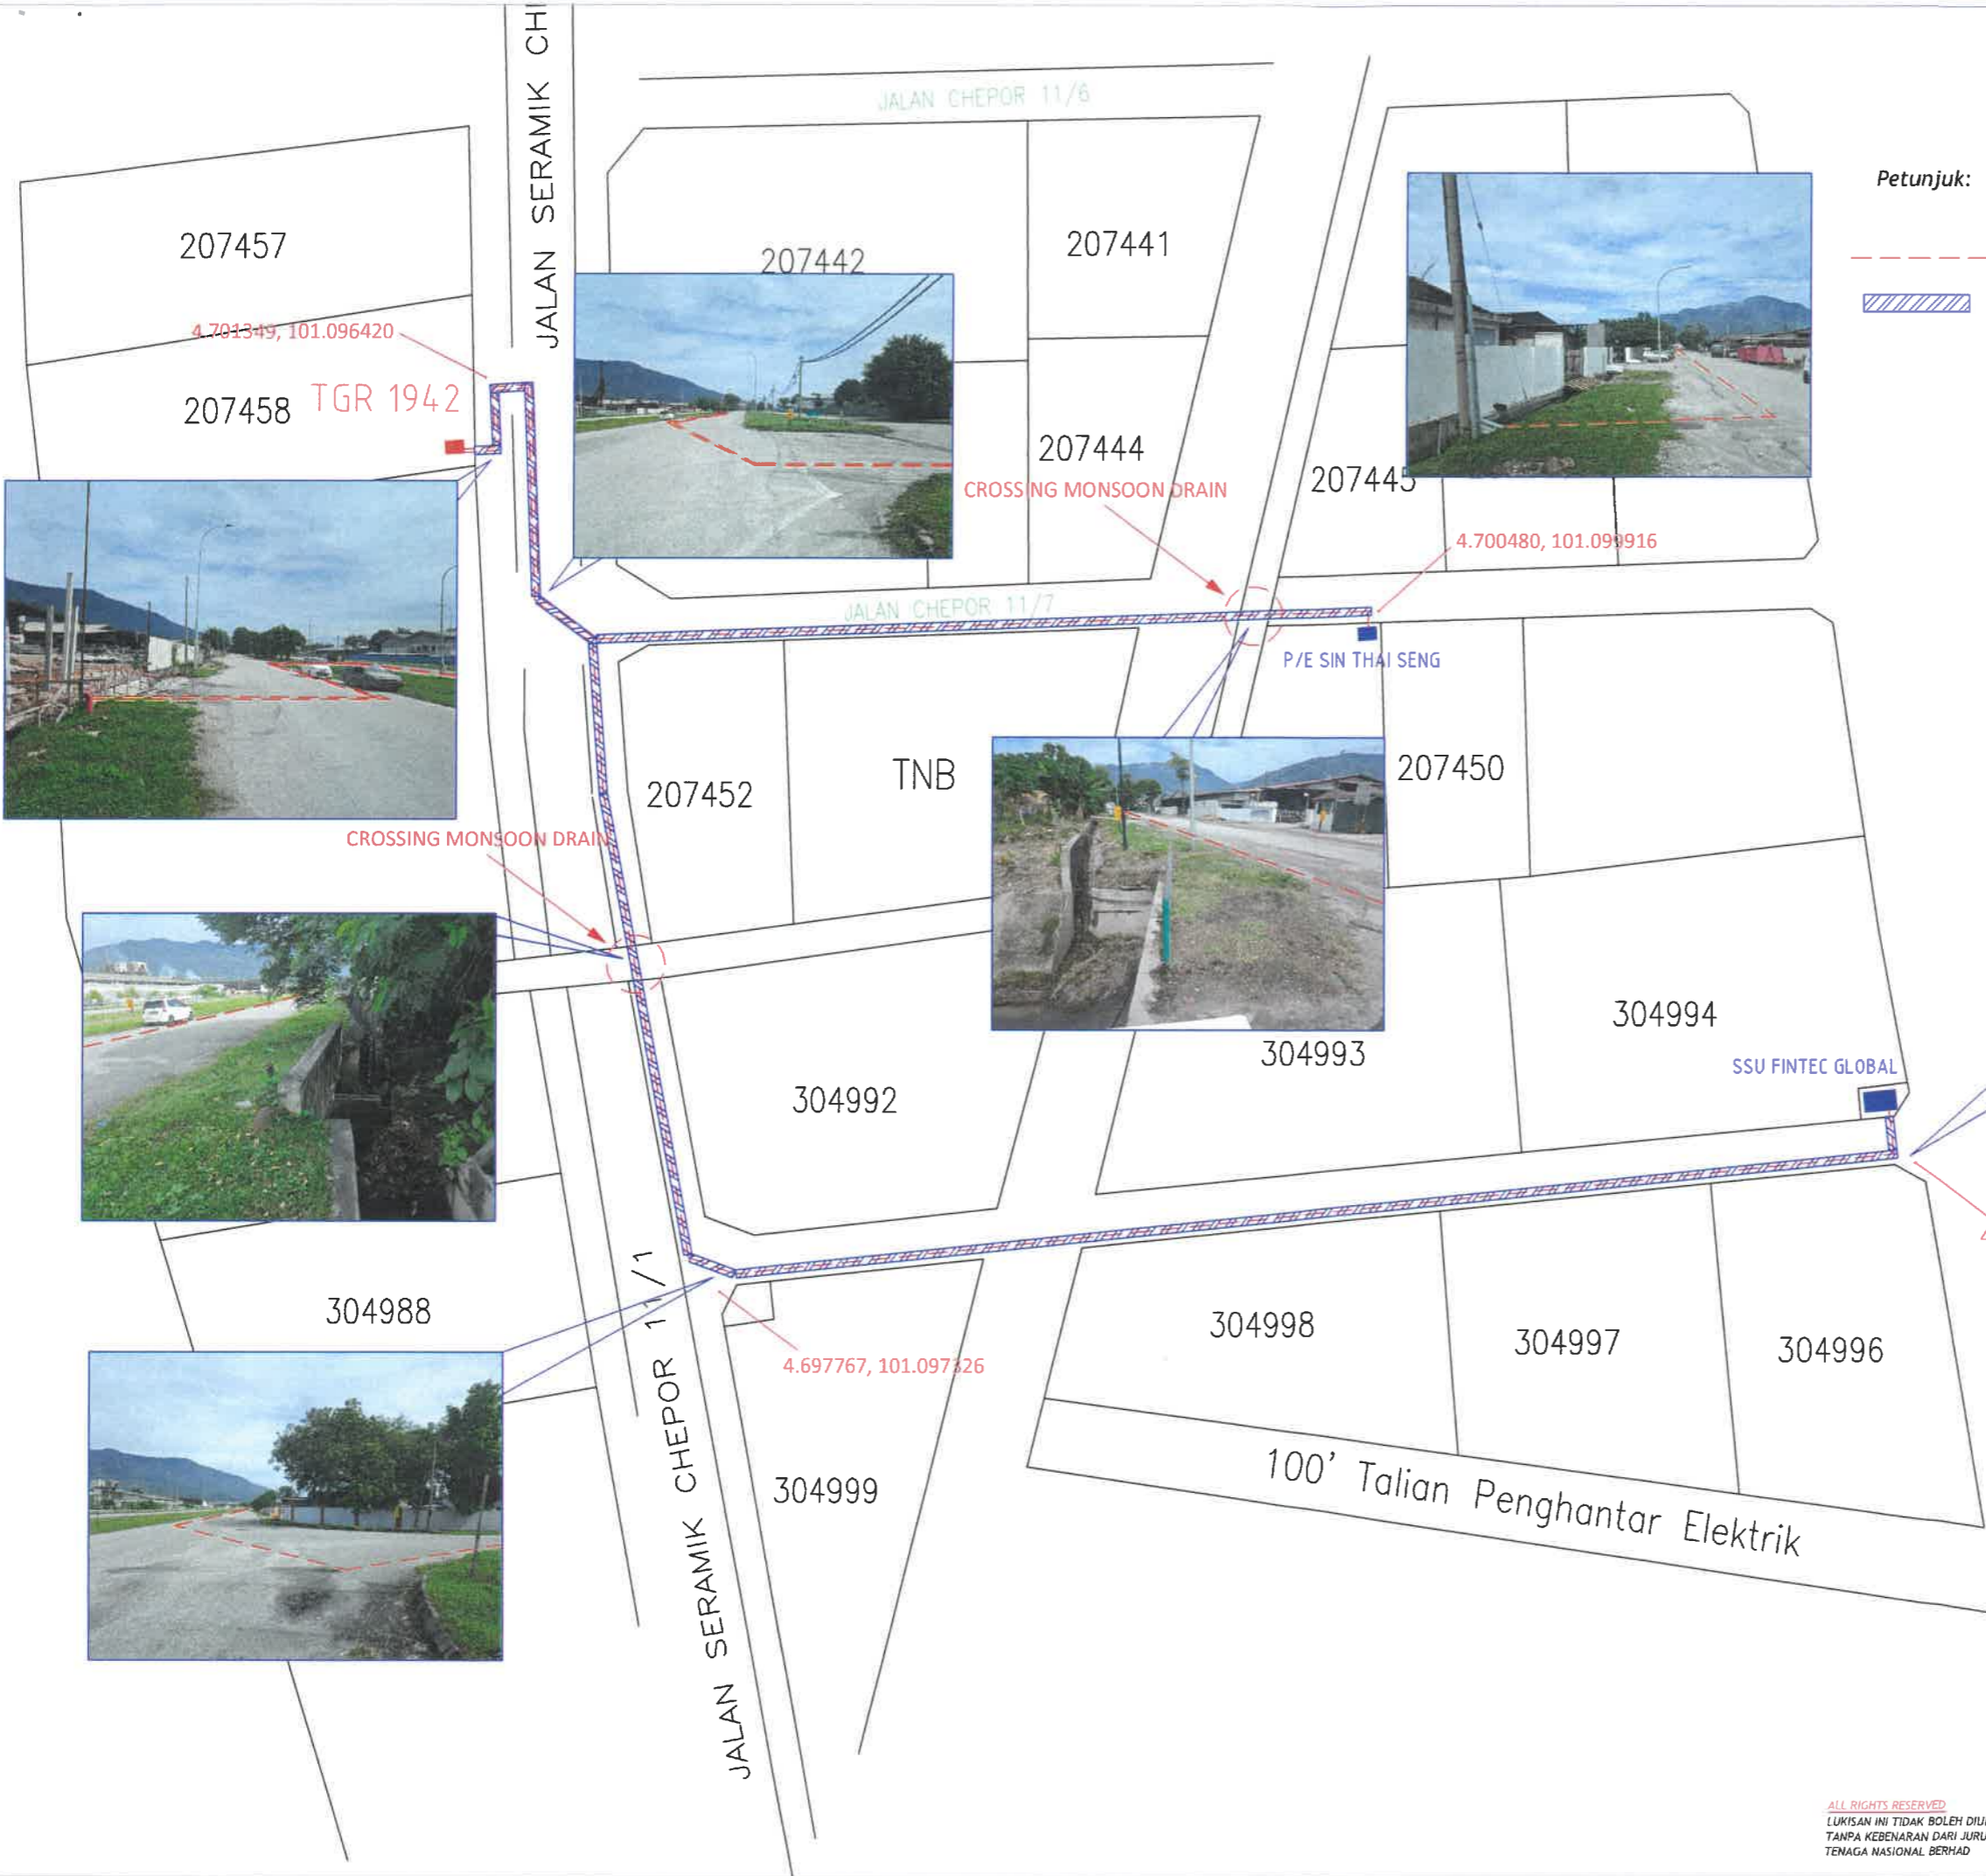 JALAN SERAMIK CH
JALAN CHEPOR 11/6
Petunjuk:
207457
207442
207441
4.701349, 101.096420
207458
TGR 1942
207444
CROSSING MONSOON DRAIN
207445
4.700480, 101.099916
JALAN CHEPOR 11/7
P/E SIN THAI SENG
207452
TNB
207450
CROSSING MONSOON DRAIN
304994
304993
SSU FINTEC GLOBAL
304992
304988
JALAN SERAMIK CHEPOR 11/1
4.697767, 101.097326
304998
304997
304996
304999
100' Talian Penghantar Elektrik
ALL RIGHTS RESERVED
LUKISAN INI TIDAK BOLEH
TANPA KEBENARAN DARI
TENAGA NASIONAL BERHAD